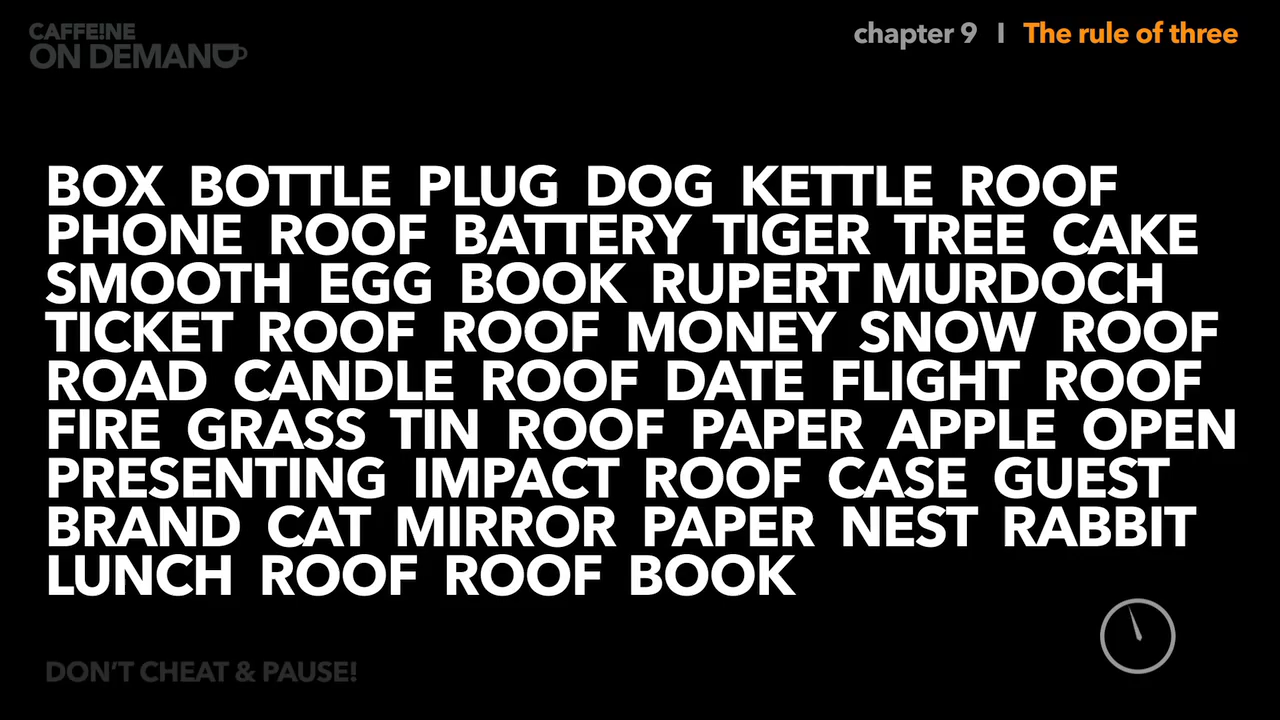 CAFFE!NE
ON DEMAND
chapter 9 | The rule of three
BOX BOTTLE PLUG DOG KETTLE ROOF
PHONE ROOF BATTERY TIGER TREE CAKE
SMOOTH EGG BOOK RUPERT MURDOCH
TICKET ROOF ROOF MONEY SNOW ROOF
ROAD CANDLE ROOF DATE FLIGHT ROOF
FIRE GRASS TIN ROOF PAPER APPLE OPEN
PRESENTING IMPACT ROOF CASE GUEST
BRAND CAT MIRROR PAPER NEST RABBIT
LUNCH ROOF ROOF BOOK
DON'T CHEAT & PAUSE!